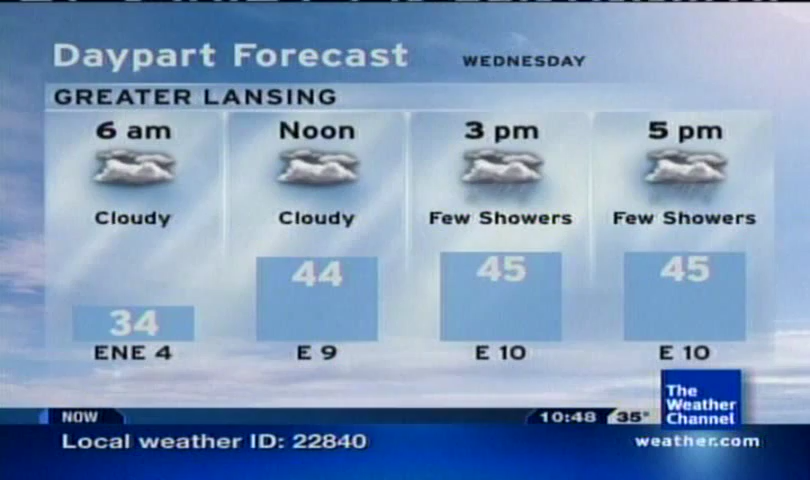 Daypart Forecast WEDNESDAY
GREATER LANSING
6 am Noon 3 pm 5 pm
Cloudy Cloudy Few Showers Few Showers
34 44 45 45
ENE 4 E 9 E 10 E 10
NOW 10:48 35°
The
Weather
Channel
Local weather ID: 22840 weather.com